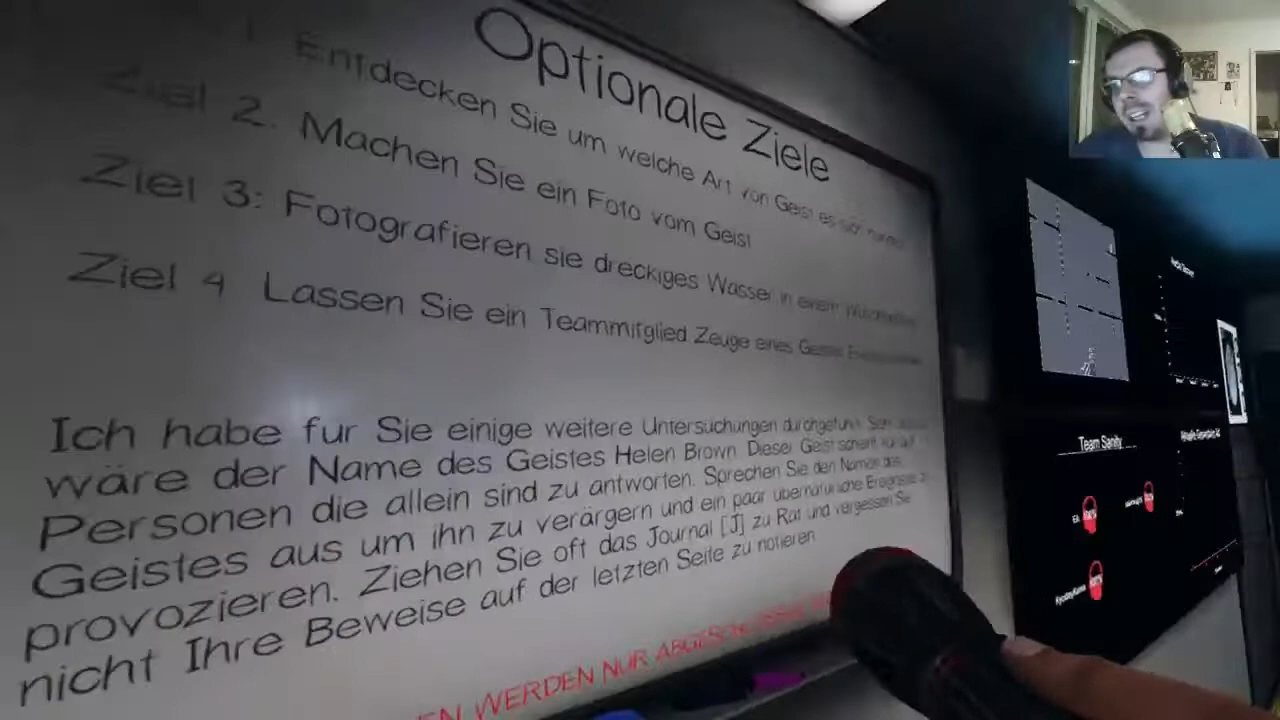 Optionale Ziele
Entdecken Sie um welche Art von Geist es sich
Ziel 2. Machen Sie ein Foto vom Geist
Ziel 3: Fotografieren sie dreckiges Wasser in einem
Ziel 4 Lassen Sie ein Teammitglied Zeuge eines
Ich habe fur Sie einige weitere Untersuchungen durchgefuhrt.
wäre der Name des Geistes Helen Brown. Dieser Geist scheint nur auf
Personen die allein sind zu antworten. Sprechen Sie den Namen des
Geistes aus um ihn zu verärgern und ein paar übernatürliche Ereignisse zu
provozieren. Ziehen Sie oft das Journal [J] zu Rat und vergessen Sie
nicht Ihre Beweise auf der letzten Seite zu notieren.
WERDEN NUR
Team Sanity